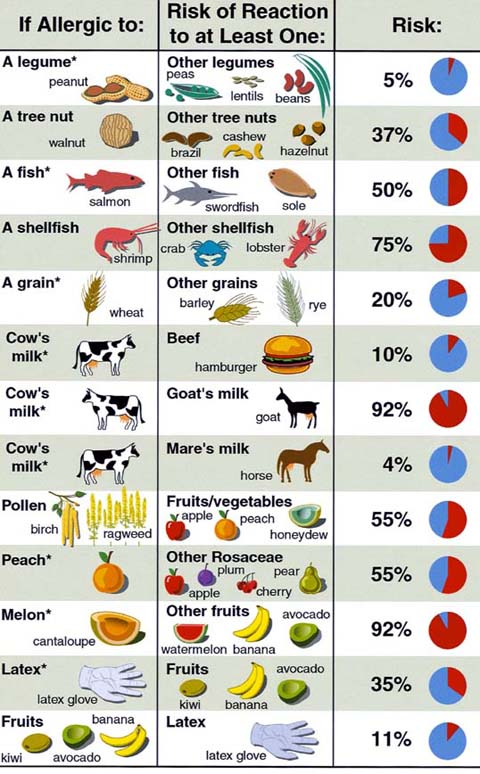 If Allergic to:
Risk of Reaction
to at Least One:
Risk:
A legume*
peanut
Other legumes
peas
lentils
beans
5%
A tree nut
walnut
Other tree nuts
brazil
cashew
hazelnut
37%
A fish*
salmon
Other fish
swordfish
sole
50%
A shellfish
shrimp
Other shellfish
crab
lobster
75%
A grain*
wheat
Other grains
barley
rye
20%
Cow's
milk*
Beef
hamburger
10%
Cow's
milk*
Goat's milk
goat
92%
Cow's
milk*
Mare's milk
horse
4%
Pollen
birch
ragweed
Fruits/vegetables
apple
peach
honeydew
55%
Peach*
Other Rosaceae
apple
plum
cherry
pear
55%
Melon*
cantaloupe
Other fruits
watermelon
banana
avocado
92%
Latex*
latex glove
Fruits
kiwi
banana
avocado
35%
Fruits
kiwi
avocado
banana
Latex
latex glove
11%